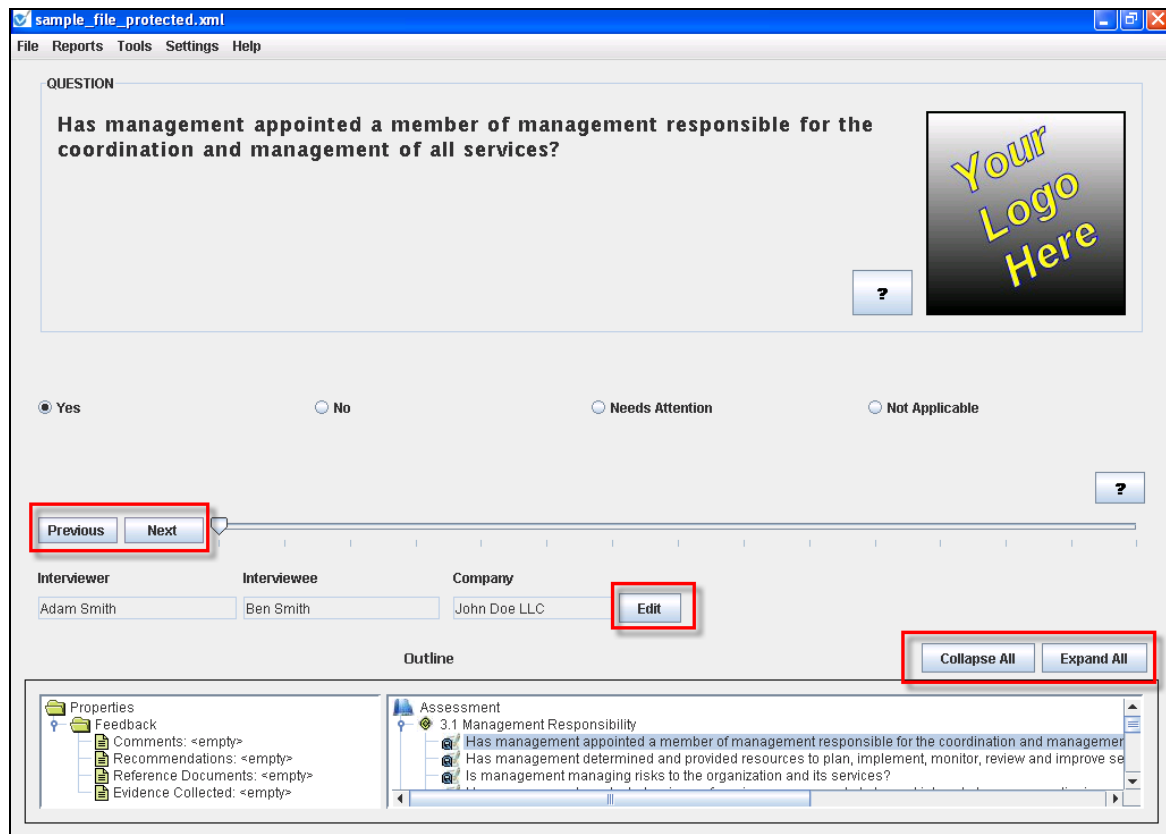 sample_file_protected.xml
File Reports Tools Settings Help
QUESTION
Has management appointed a member of management responsible for the
coordination and management of all services?
Your
Logo
Here
?
Yes No Needs Attention Not Applicable
?
Previous Next
Interviewer Interviewee Company
Adam Smith Ben Smith John Doe LLC Edit
Outline Collapse All Expand All
Properties
Feedback
Comments: <empty>
Recommendations: <empty>
Reference Documents: <empty>
Evidence Collected: <empty>
Assessment
3.1 Management Responsibility
Has management appointed a member of management responsible for the coordination and managemen
Has management determined and provided resources to plan, implement, monitor, review and improve se
Is management managing risks to the organization and its services?